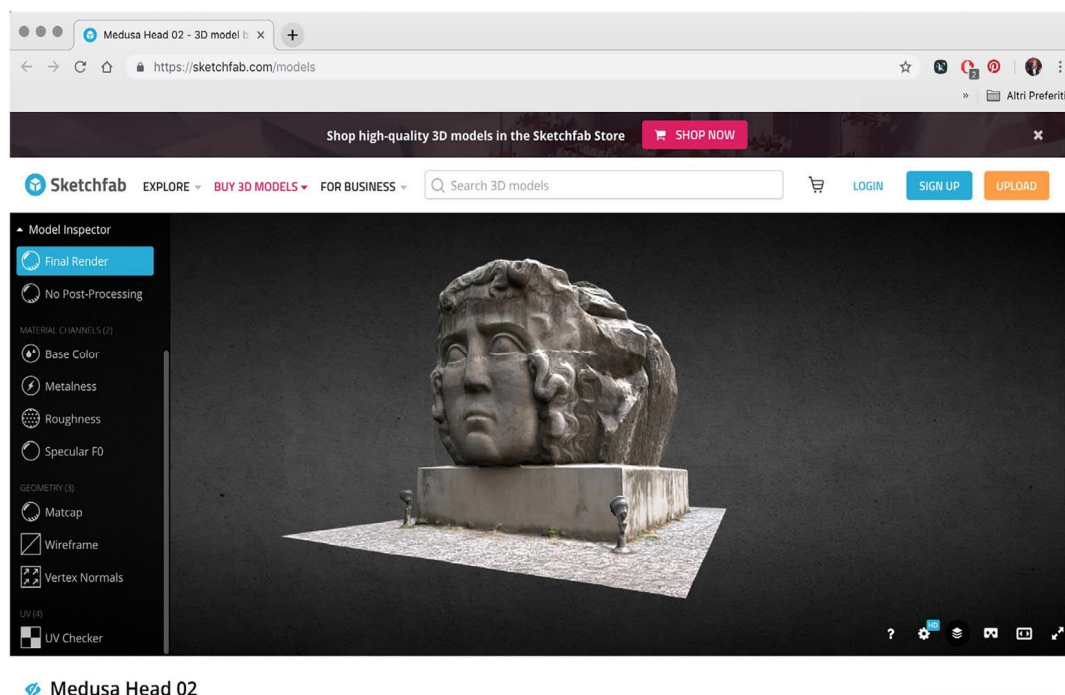 Medusa Head 02 - 3D model b
https://sketchfab.com/models
2
» Altri Preferiti
Shop high-quality 3D models in the Sketchfab Store SHOP NOW
Sketchfab EXPLORE BUY 3D MODELS FOR BUSINESS Search 3D models LOGIN SIGN UP UPLOAD
Model Inspector
Final Render
No Post-Processing
MATERIAL CHANNELS (2)
Base Color
Metalness
Roughness
Specular F0
GEOMETRY (3)
Matcap
Wireframe
Vertex Normals
UV (4)
UV Checker
? HD
Medusa Head 02